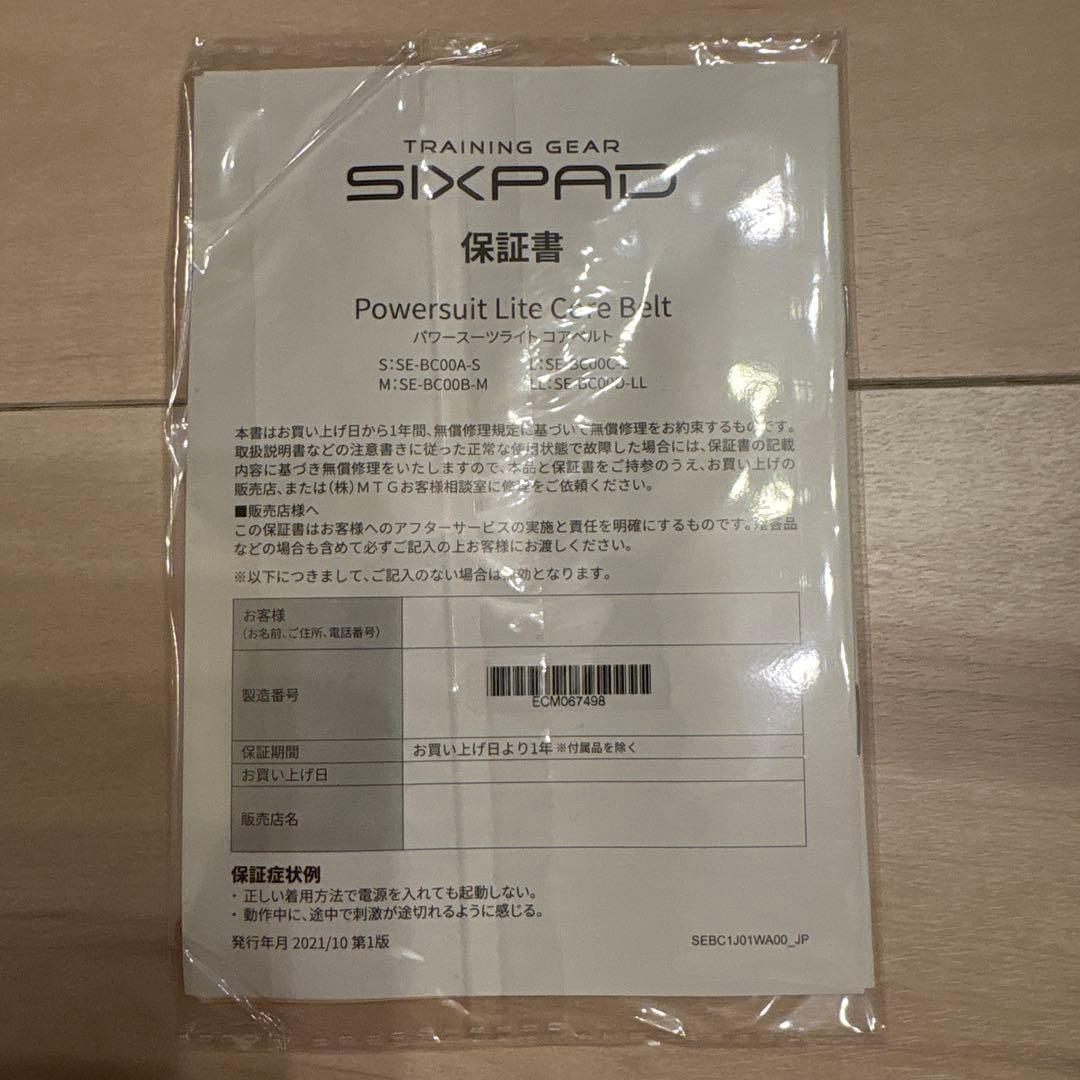 TRAINING GEAR
SIXPAD
保証書
Powersuit Lite Core Belt
パワースーツライト コアベルト
S:SE-BC00A-S L:SE-BC00C-L
M:SE-BC00B-M LL:SE-BC00D-LL
本書はお買い上げ日から1年間、無償修理規定に基づいて無償修理をお約束するものです。
取扱説明書などの注意書きに従った正常な使用状態で故障した場合には、保証書の記載
内容に基づき無償修理をいたしますので、本品と保証書をご持参のうえ、お買い上げの
販売店、または(株)MTGお客様相談室に修理をご依頼ください。
■販売店様へ
この保証書はお客様へのアフターサービスの実施と責任を明確にするものです。贈答品
などの場合も含めて必ずご記入の上お客様にお渡しください。
※以下につきまして、ご記入のない場合は無効となります。
お客様
(お名前、ご住所、電話番号)
製造番号
ECM067498
保証期間 お買い上げ日より1年 ※付属品を除く
お買い上げ日
販売店名
保証症状例
・正しい着用方法で電源を入れても起動しない。
・動作中に、途中で刺激が途切れるように感じる。
発行年月 2021/10 第1版 SEBC1J01WA00_JP